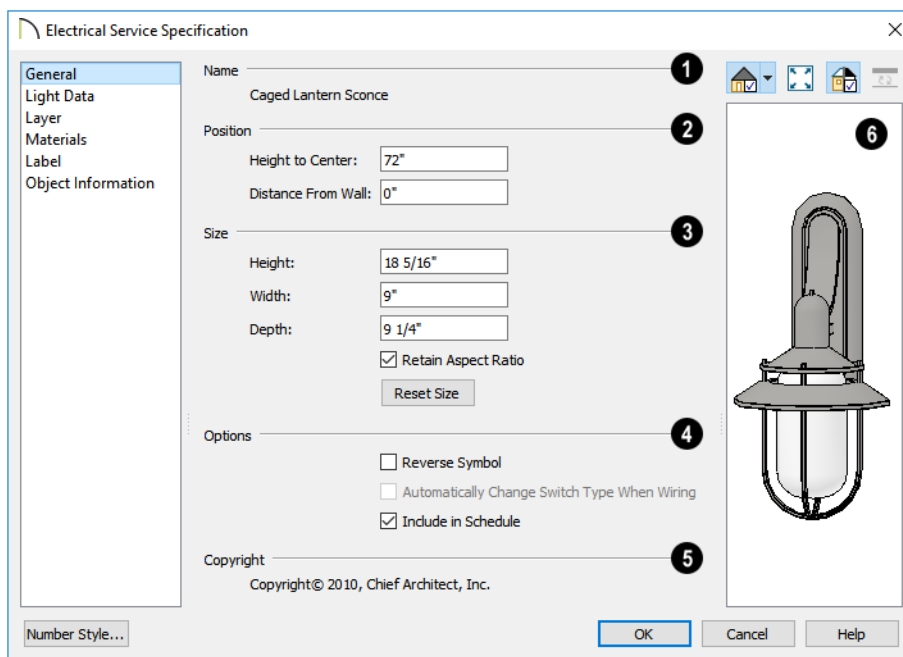 Electrical Service Specification
General
Light Data
Layer
Materials
Label
Object Information
Name 1
Caged Lantern Sconce
Position 2
Height to Center: 72"
Distance From Wall: 0"
Size 3
Height: 18 5/16"
Width: 9"
Depth: 9 1/4"
Retain Aspect Ratio
Reset Size
Options 4
Reverse Symbol
Automatically Change Switch Type When Wiring
Include in Schedule
Copyright 5
Copyright© 2010, Chief Architect, Inc.
6
Number Style...
OK
Cancel
Help